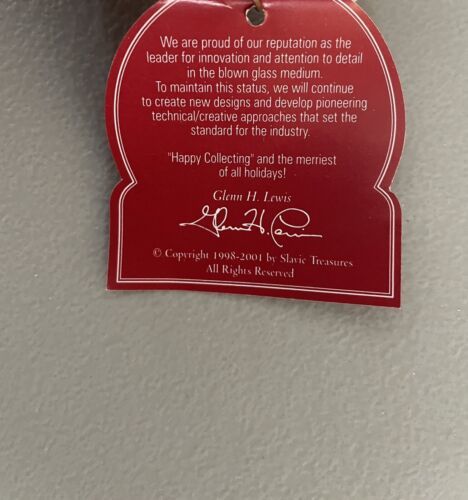 We are proud of our reputation as the
leader for innovation and attention to detail
in the blown glass medium.
To maintain this status, we will continue
to create new designs and develop pioneering
technical/creative approaches that set the
standard for the industry.
"Happy Collecting" and the merriest
of all holidays!
Glenn H. Lewis
Glenn H. Lewis
© Copyright 1998-2001 by Slavic Treasures
All Rights Reserved